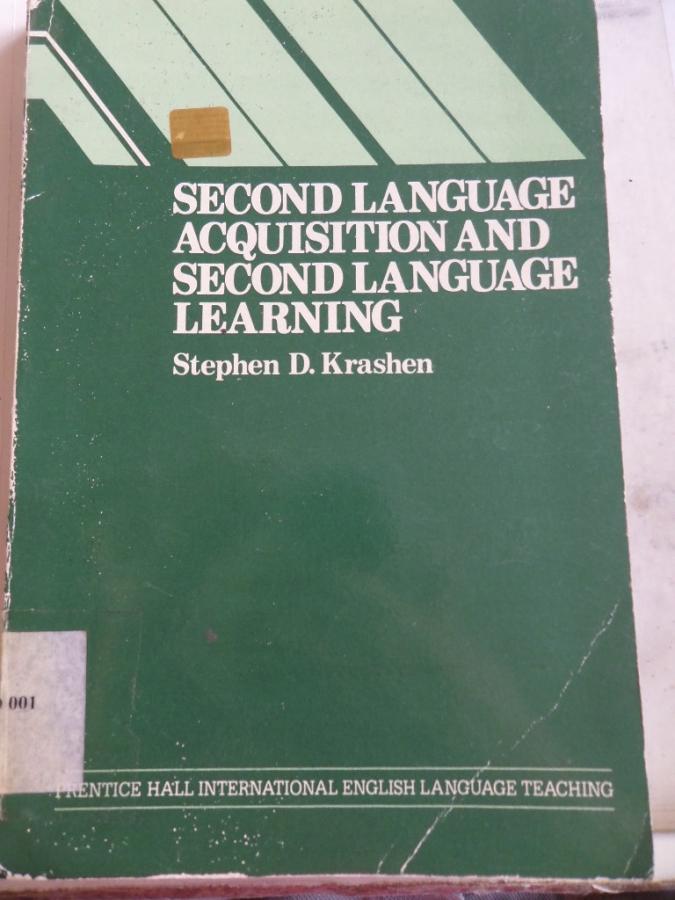 SECOND LANGUAGE
ACQUISITION AND
SECOND LANGUAGE
LEARNING
Stephen D. Krashen
001
PRENTICE HALL INTERNATIONAL ENGLISH LANGUAGE TEACHING